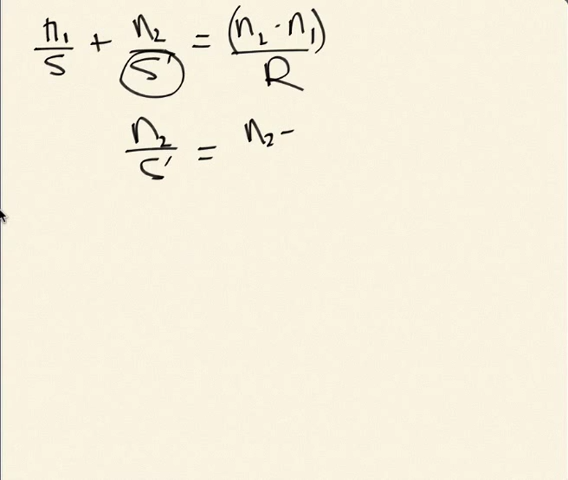 n₁/s + n₂/s' = (n₂-n₁)/R
n₂/s' = n₂-